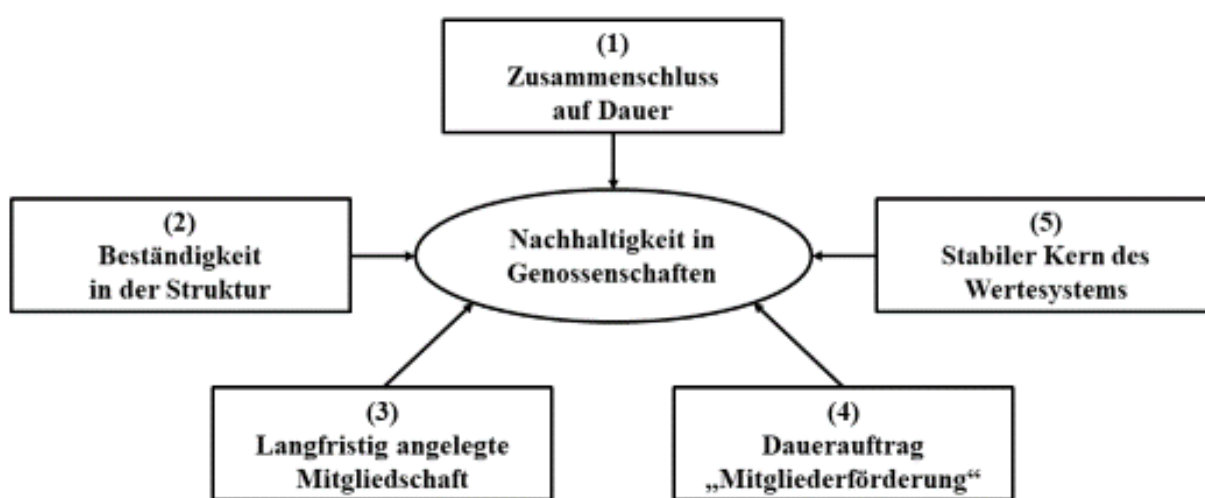 (1)
Zusammenschluss
auf Dauer
(2)
Beständigkeit
in der Struktur
Nachhaltigkeit in
Genossenschaften
(5)
Stabiler Kern des
Wertesystems
(3)
Langfristig angelegte
Mitgliedschaft
(4)
Dauerauftrag
„Mitgliederförderung“